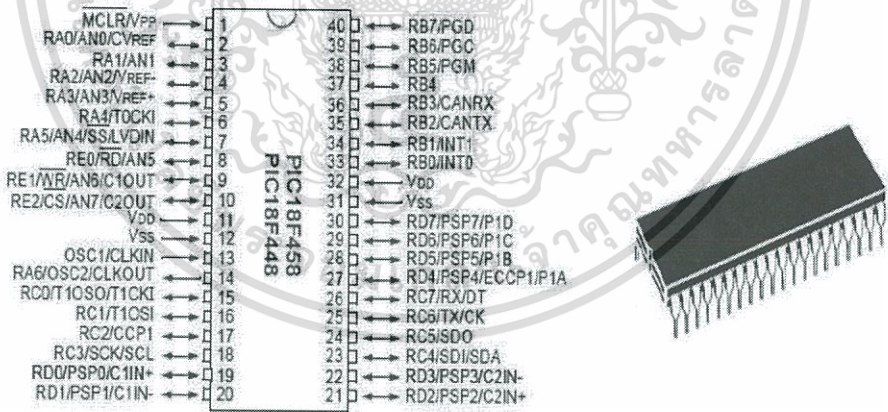 MCLR/VPP 1
RA0/AN0/CVREF 2
RA1/AN1 3
RA2/AN2/VREF- 4
RA3/AN3/VREF+ 5
RA4/T0CKI 6
RA5/AN4/SS/LVDIN 7
RE0/RD/AN5 8
RE1/WR/AN6/C1OUT 9
RE2/CS/AN7/C2OUT 10
VDD 11
VSS 12
OSC1/CLKIN 13
RA6/OSC2/CLKOUT 14
RC0/T1OSO/T1CKI 15
RC1/T1OSI 16
RC2/CCP1 17
RC3/SCK/SCL 18
RD0/PSP0/C1IN+ 19
RD1/PSP1/C1IN- 20
PIC18F458
PIC18F448
40 RB7/PGD
39 RB6/PGC
38 RB5/PGM
37 RB4
36 RB3/CANRX
35 RB2/CANTX
34 RB1/INT1
33 RB0/INT0
32 VDD
31 VSS
30 RD7/PSP7/P1D
29 RD6/PSP6/P1C
28 RD5/PSP5/P1B
27 RD4/PSP4/ECCP1/P1A
26 RC7/RX/DT
25 RC6/TX/CK
24 RC5/SDO
23 RC4/SDI/SDA
22 RD3/PSP3/C2IN-
21 RD2/PSP2/C2IN+